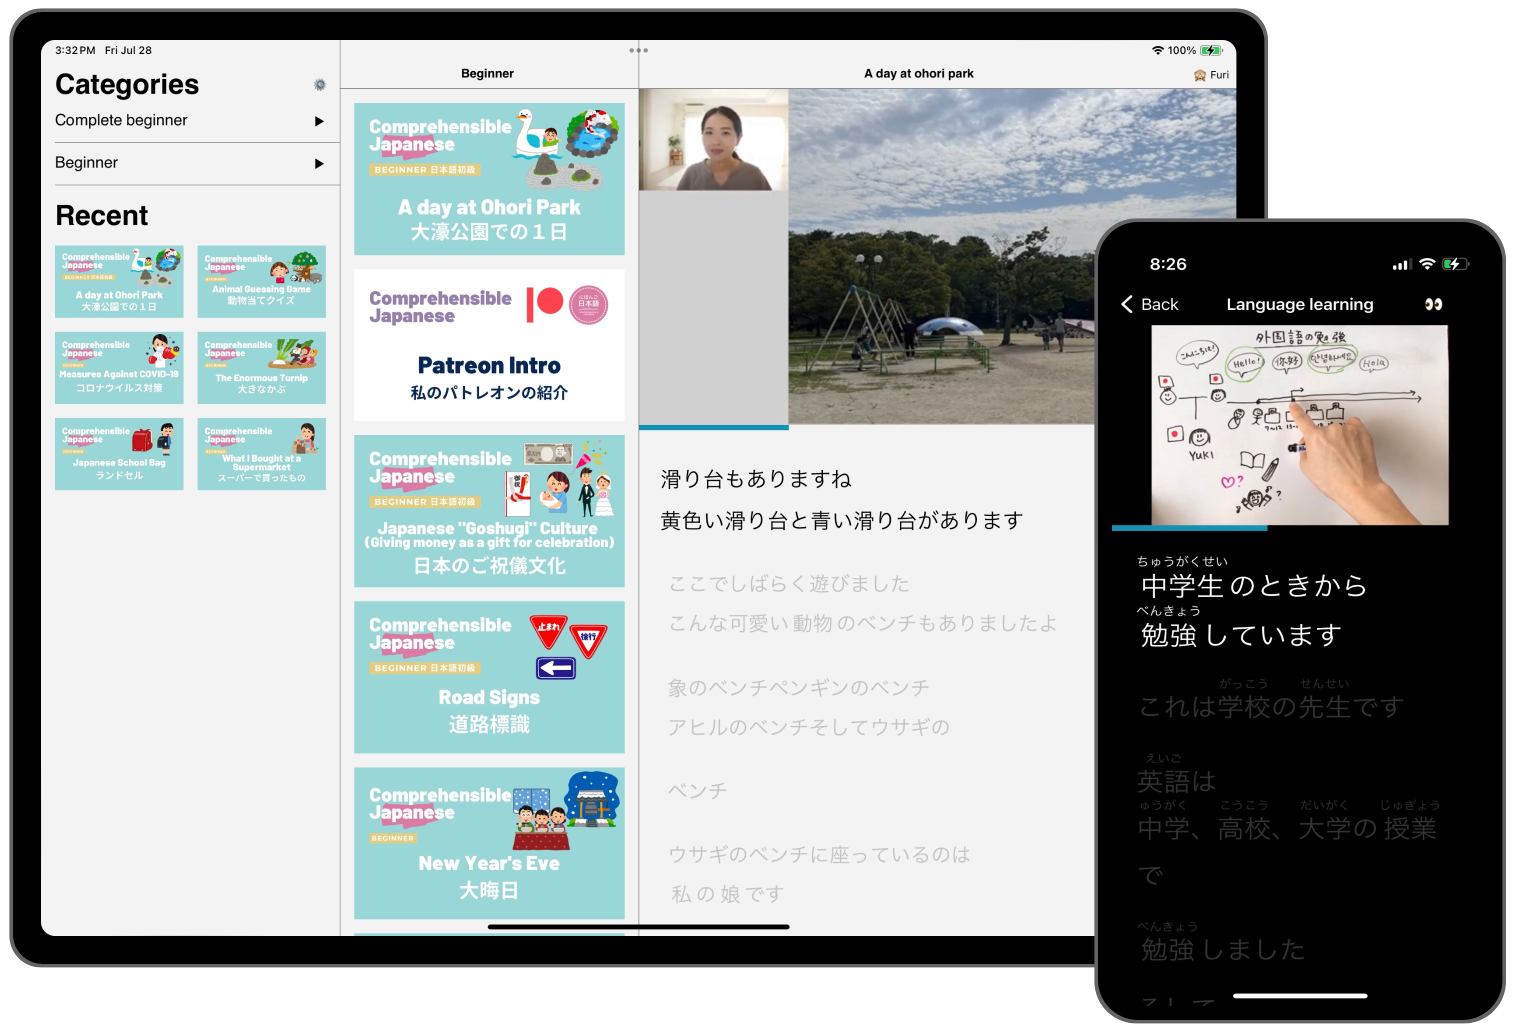 3:32 PM Fri Jul 28
100%
Categories
Complete beginner
Beginner
Recent
Comprehensible
Japanese
A day at Ohori Park
大濠公園での１日
Comprehensible
Japanese
Animal Guessing Game
動物当てクイズ
Comprehensible
Japanese
Measures Against COVID-19
コロナウイルス対策
Comprehensible
Japanese
The Enormous Turnip
大きなかぶ
Comprehensible
Japanese
Japanese School Bag
ランドセル
Comprehensible
Japanese
What I Bought at a
Supermarket
スーパーで買ったもの
Beginner
Comprehensible
Japanese
BEGINNER 日本語初級
A day at Ohori Park
大濠公園での１日
Comprehensible
Japanese
にほんご
日本語
Patreon Intro
私のパトレオンの紹介
Comprehensible
Japanese
BEGINNER 日本語初級
Japanese "Goshugi" Culture
(Giving money as a gift for celebration)
日本のご祝儀文化
Comprehensible
Japanese
BEGINNER 日本語初級
止まれ
徐行
Road Signs
道路標識
Comprehensible
Japanese
BEGINNER
New Year's Eve
大晦日
A day at ohori park
Furi
滑り台もありますね
黄色い滑り台と青い滑り台があります
ここでしばらく遊びました
こんな可愛い動物のベンチもありましたよ
象のベンチペンギンのベンチ
アヒルのベンチそしてウサギの
ベンチ
ウサギのベンチに座っているのは
私の娘です
8:26
Back
Language learning
外国語の勉強
こんにちは!
Hello!
你好
안녕하세요
Hola
YUKI
ちゅうがくせい
中学生のときから
べんきょう
勉強しています
がっこう せんせい
これは学校の先生です
えいご
英語は
ゅうがく こうこう だいがく じゅぎょう
中学、高校、大学の授業
で
べんきょう
勉強しました